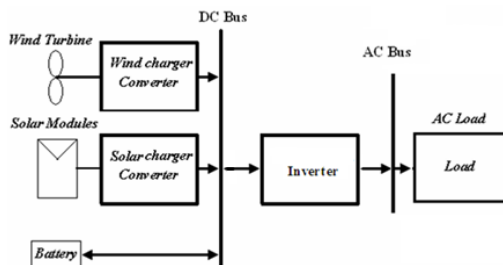 DC Bus
Wind Turbine
Wind charger
Converter
AC Bus
Solar Modules
Solar charger
Converter
Inverter
AC Load
Load
Battery